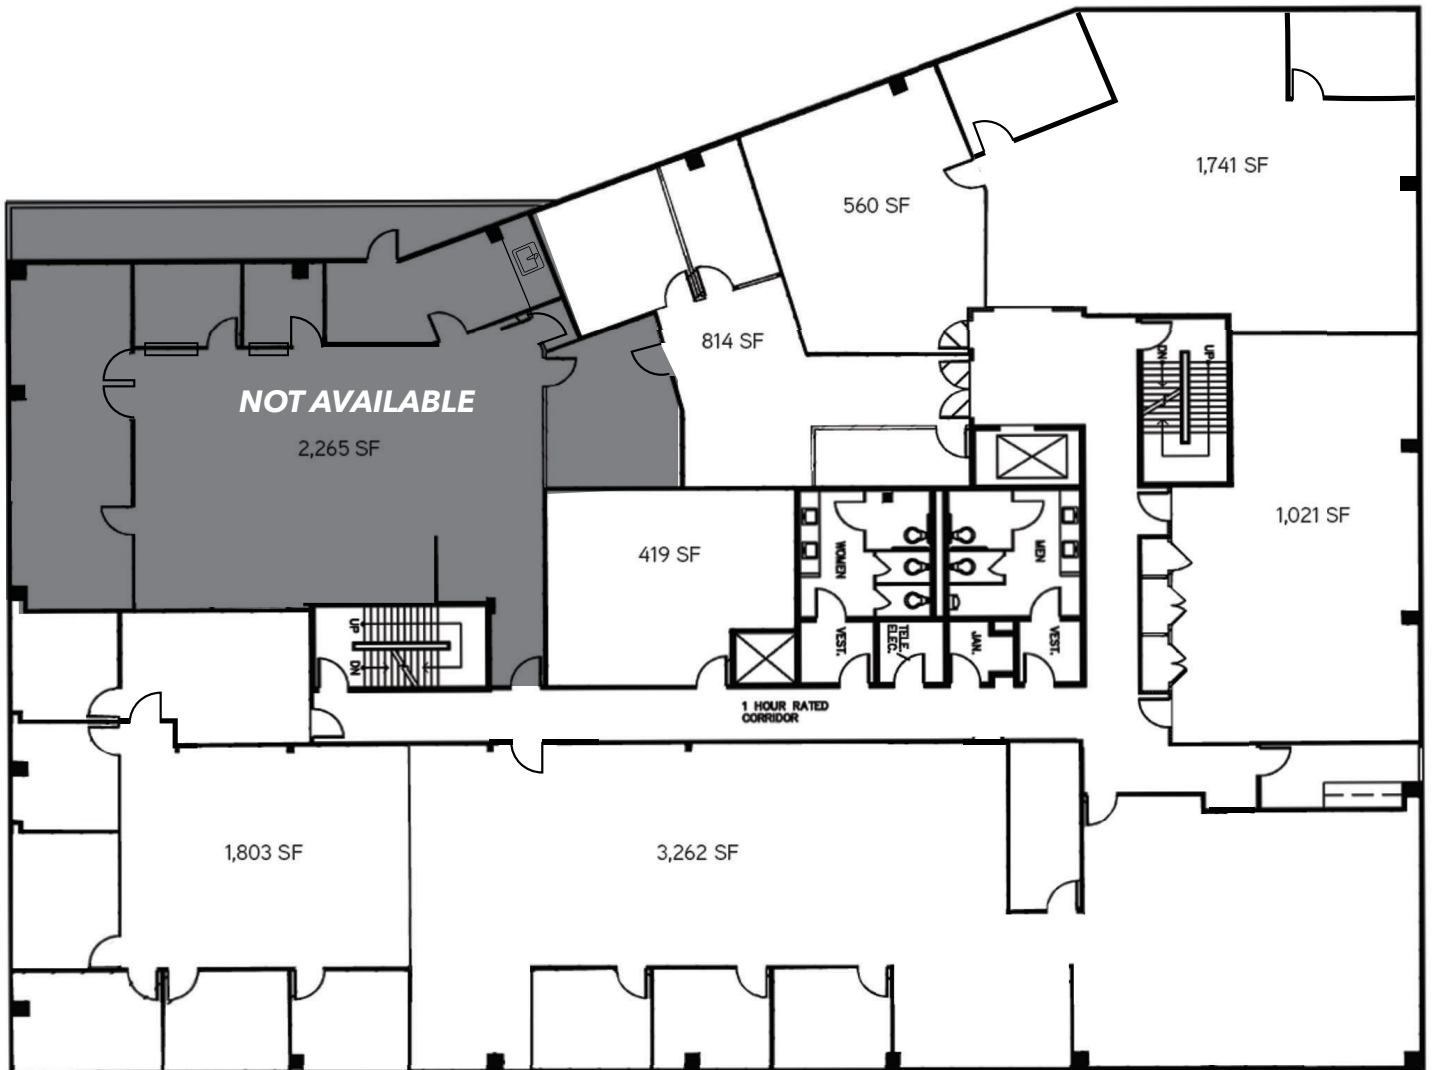 1,741 SF
560 SF
814 SF
DN
UP
NOT AVAILABLE
2,265 SF
1,021 SF
419 SF
WOMEN
MEN
UP
DN
VEST.
TELE.
ELEC.
JAN.
VEST.
1 HOUR RATED
CORRIDOR
1,803 SF
3,262 SF